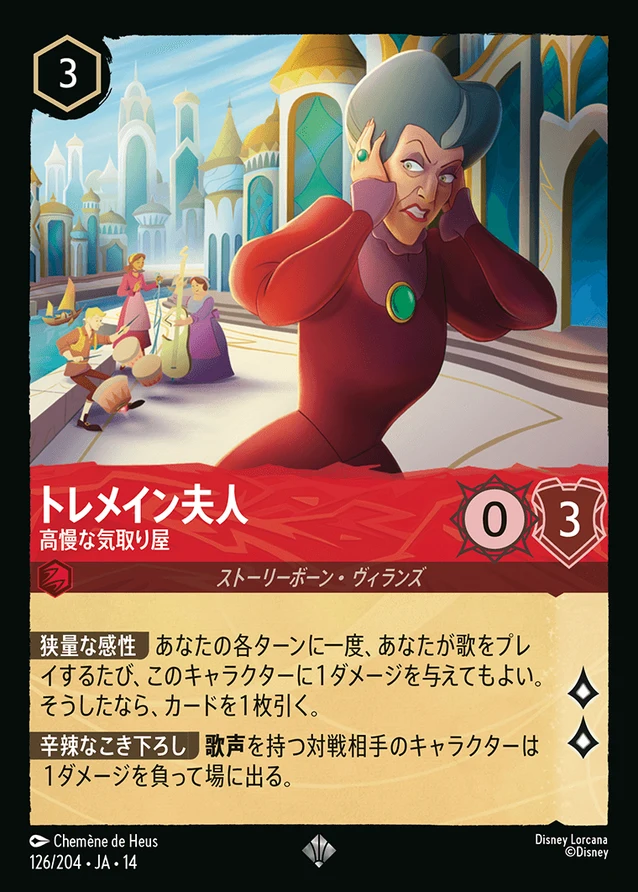 3
トレメイン夫人
高慢な気取り屋
0
3
ストーリーボーン・ヴィランズ
狭量な感性 あなたの各ターンに一度、あなたが歌をプレ
イするたび、このキャラクターに1ダメージを与えてもよい。
そうしたなら、カードを1枚引く。
辛辣なこき下ろし 歌声を持つ対戦相手のキャラクターは
1ダメージを負って場に出る。
Chemène de Heus
126/204・JA・14
Disney Lorcana
©Disney